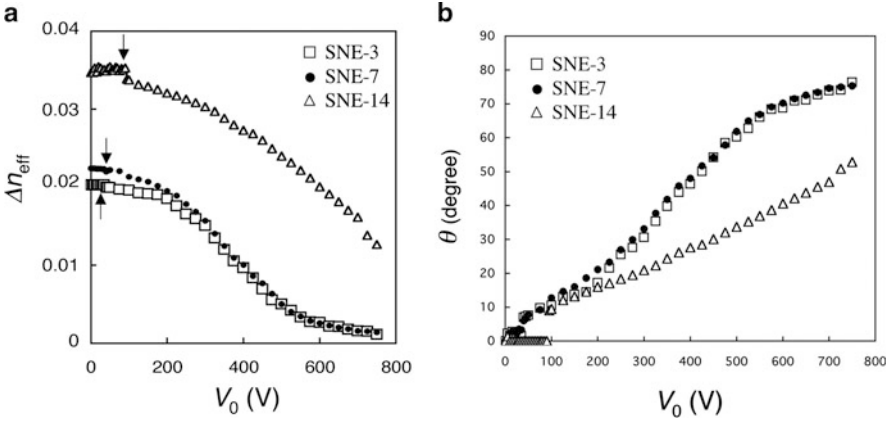 a
0.04
0.03
0.02
0.01
0
Δn eff
SNE-3
SNE-7
SNE-14
0 200 400 600 800
V₀ (V)
b
90
80
70
60
50
40
30
20
10
0
θ (degree)
SNE-3
SNE-7
SNE-14
0 100 200 300 400 500 600 700 800
V₀ (V)